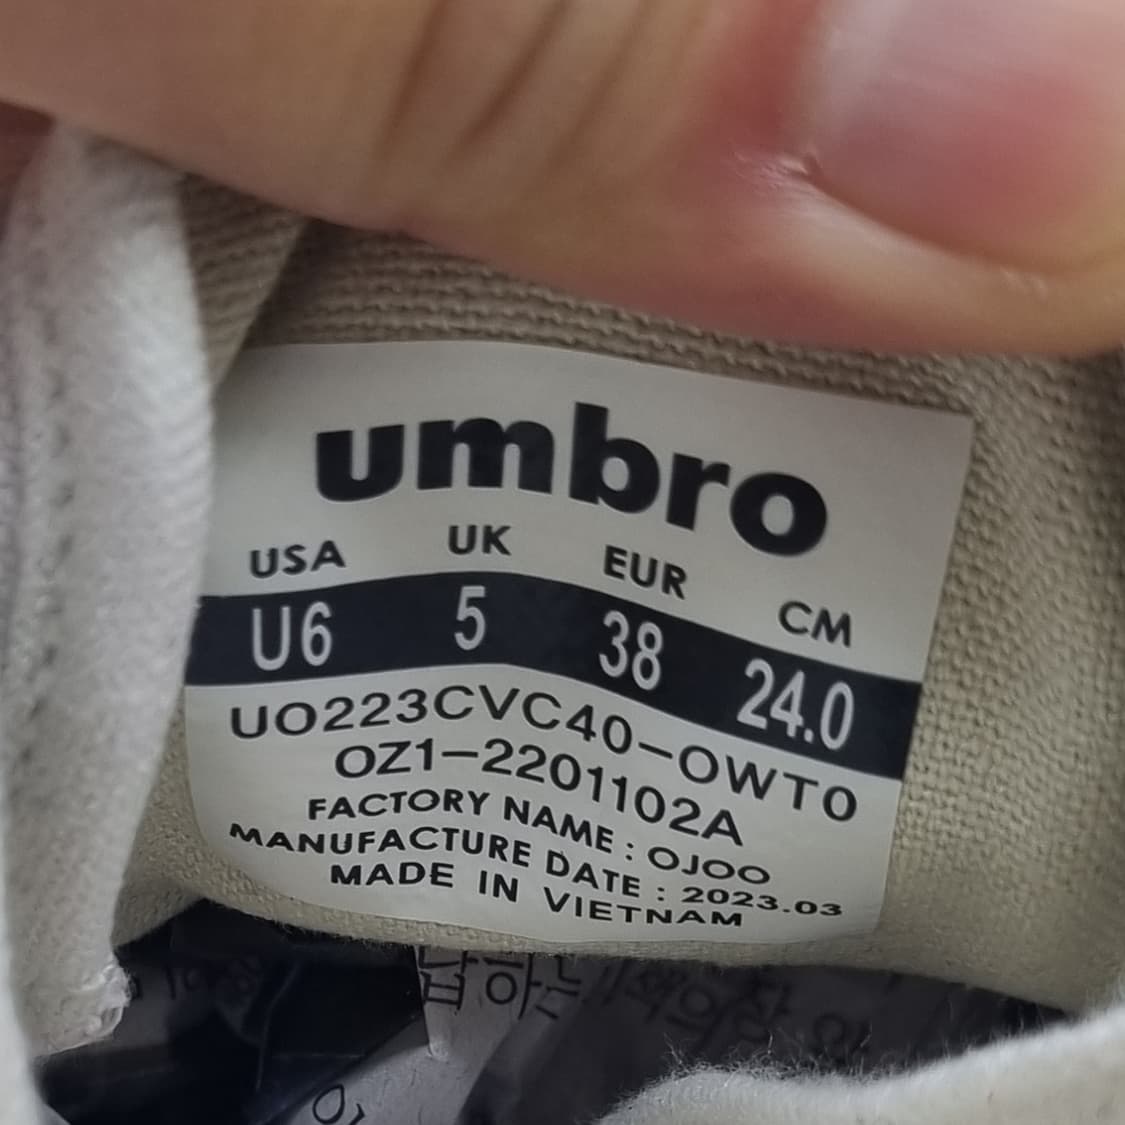 umbro
USA UK EUR CM
U6 5 38 24.0
UO223CVC40-OWT0
OZ1-2201102A
FACTORY NAME : OJOO
MANUFACTURE DATE : 2023.03
MADE IN VIETNAM